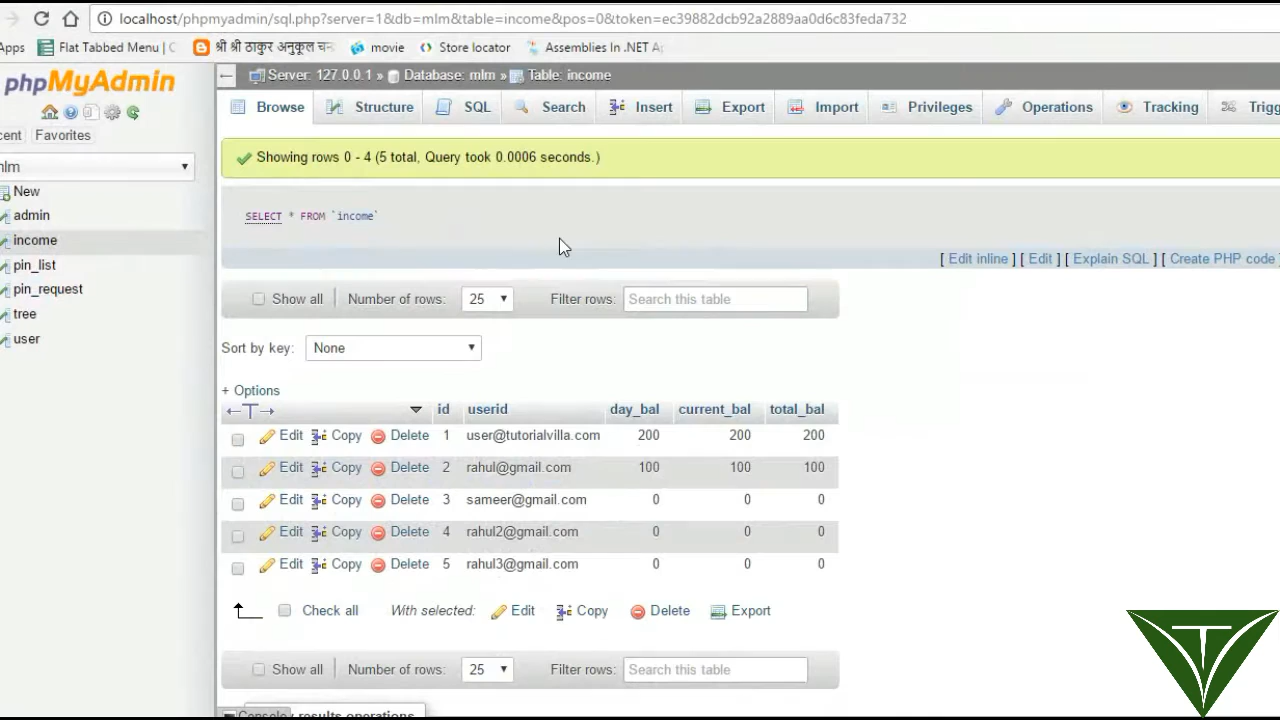 localhost/phpmyadmin/sql.php?server=1&db=mlm&table=income&pos=0&token=ec39882dcb92a2889aa0d6c83feda732
Apps Flat Tabbed Menu | श्री श्री ठाकुर अनुकूल movie Store locator Assemblies in .NET
phpMyAdmin
Server: 127.0.0.1 » Database: mlm » Table: income
Browse Structure SQL Search Insert Export Import Privileges Operations Tracking Trigg
cent Favorites
mlm
New
admin
income
pin_list
pin_request
tree
user
Showing rows 0 - 4 (5 total, Query took 0.0006 seconds.)
SELECT * FROM `income`
[ Edit inline ] [ Edit ] [ Explain SQL ] [ Create PHP code
Show all Number of rows: 25 Filter rows: Search this table
Sort by key: None
+ Options
←T→ id userid day_bal current_bal total_bal
Edit Copy Delete 1 user@tutorialvilla.com 200 200 200
Edit Copy Delete 2 rahul@gmail.com 100 100 100
Edit Copy Delete 3 sameer@gmail.com 0 0 0
Edit Copy Delete 4 rahul2@gmail.com 0 0 0
Edit Copy Delete 5 rahul3@gmail.com 0 0 0
Check all With selected: Edit Copy Delete Export
Show all Number of rows: 25 Filter rows: Search this table
Console results operations